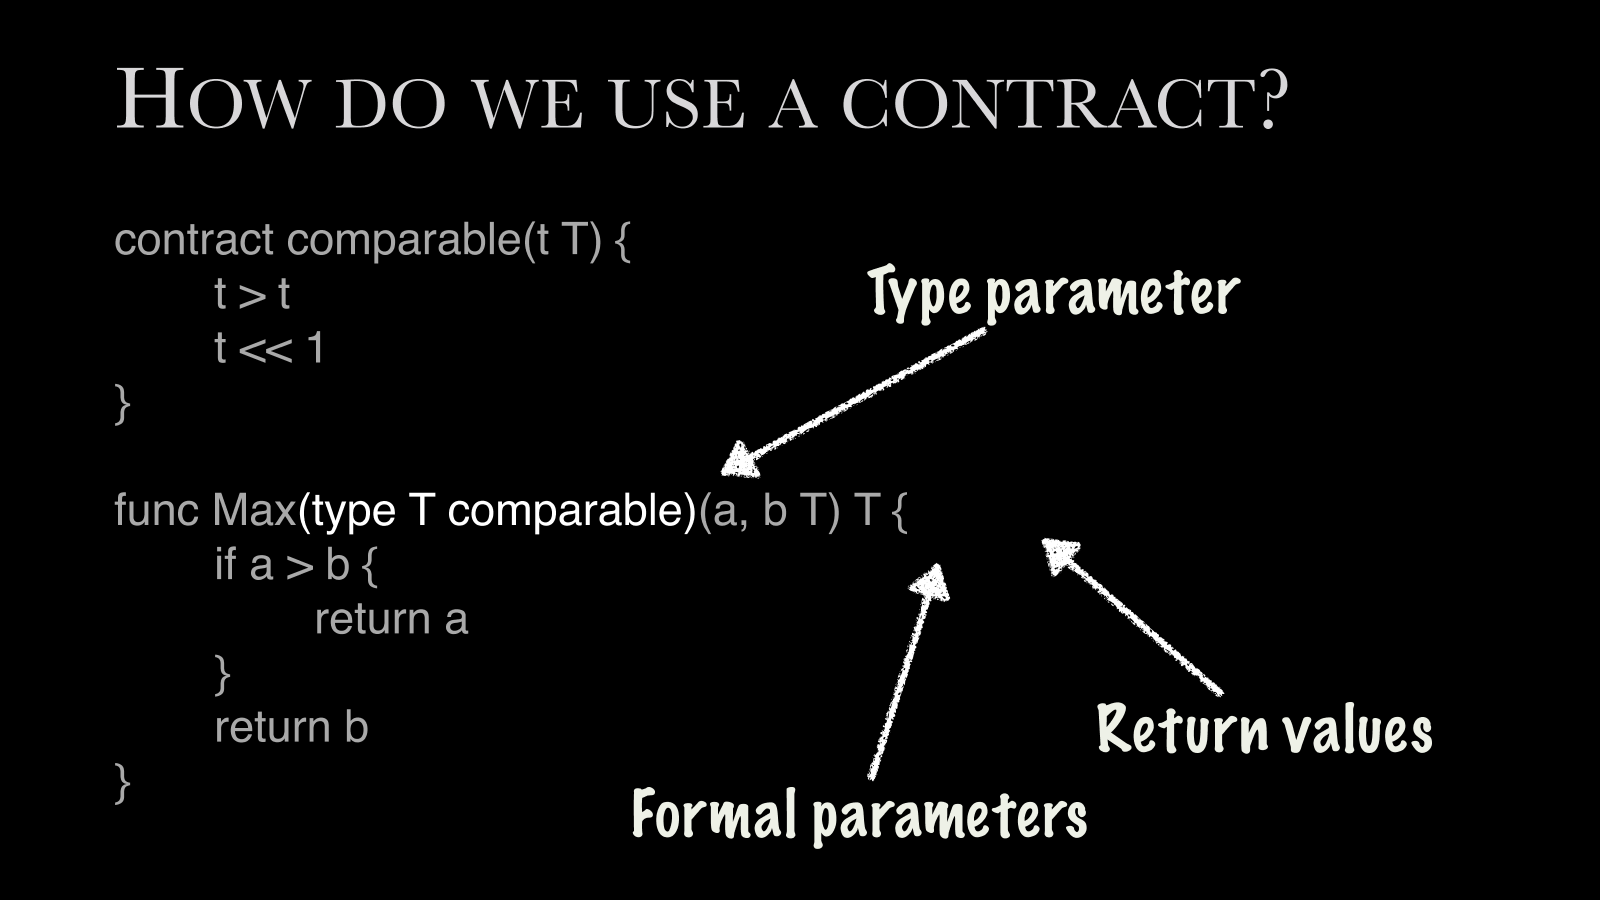 HOW DO WE USE A CONTRACT?
contract comparable(t T) {
t > t
t << 1
}
Type parameter
func Max(type T comparable)(a, b T) T {
if a > b {
return a
}
return b
}
Return values
Formal parameters